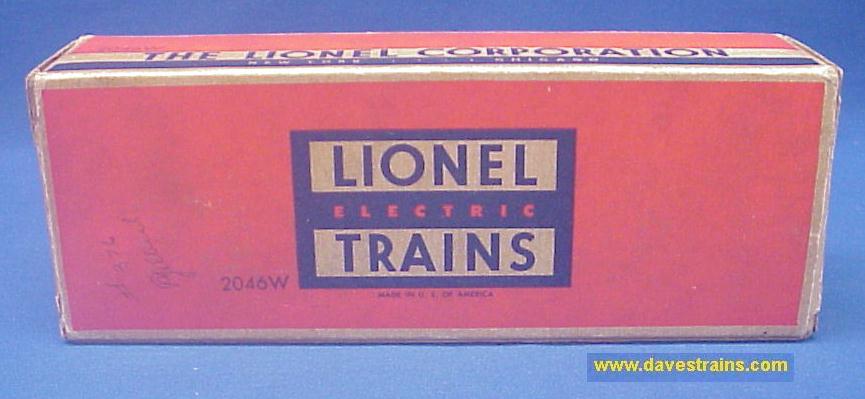 THE LIONEL CORPORATION
NEW YORK CHICAGO
LIONEL
ELECTRIC
TRAINS
2046W
MADE IN U. S. OF AMERICA
www.davestrains.com